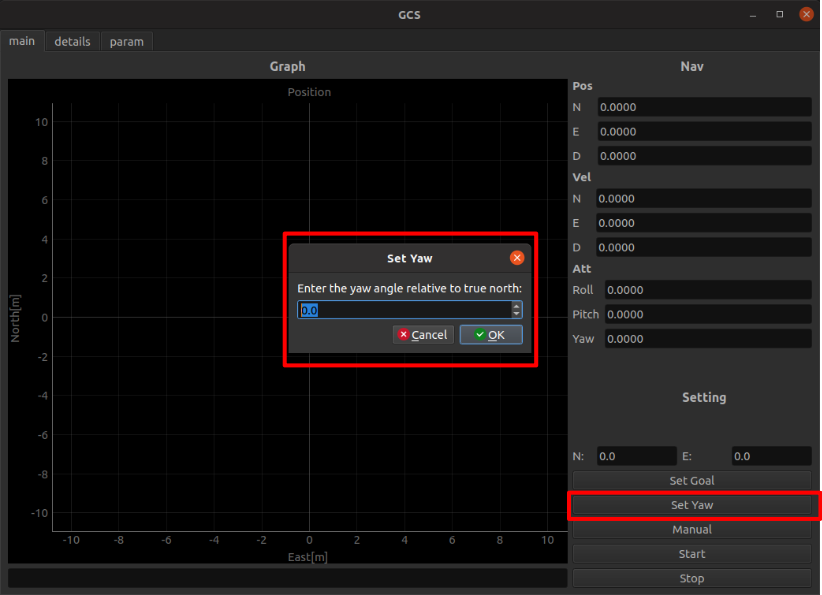 GCS
main details param
Graph
Position
North[m]
10
8
6
4
2
0
-2
-4
-6
-8
-10
-10 -8 -6 -4 -2 0 2 4 6 8 10
East[m]
Set Yaw
Enter the yaw angle relative to true north:
0.0
Cancel OK
Nav
Pos
N 0.0000
E 0.0000
D 0.0000
Vel
N 0.0000
E 0.0000
D 0.0000
Att
Roll 0.0000
Pitch 0.0000
Yaw 0.0000
Setting
N: 0.0 E: 0.0
Set Goal
Set Yaw
Manual
Start
Stop